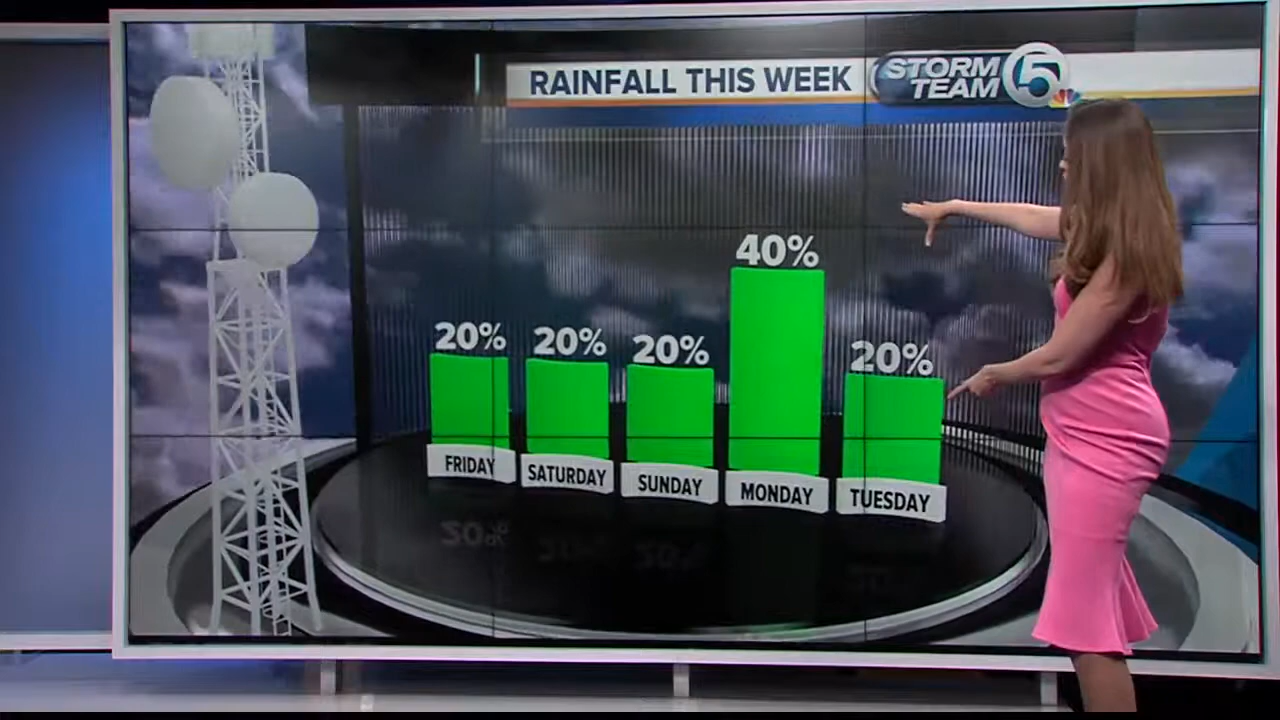 RAINFALL THIS WEEK
STORM TEAM 5
40%
20%
20%
20%
20%
FRIDAY
SATURDAY
SUNDAY
MONDAY
TUESDAY